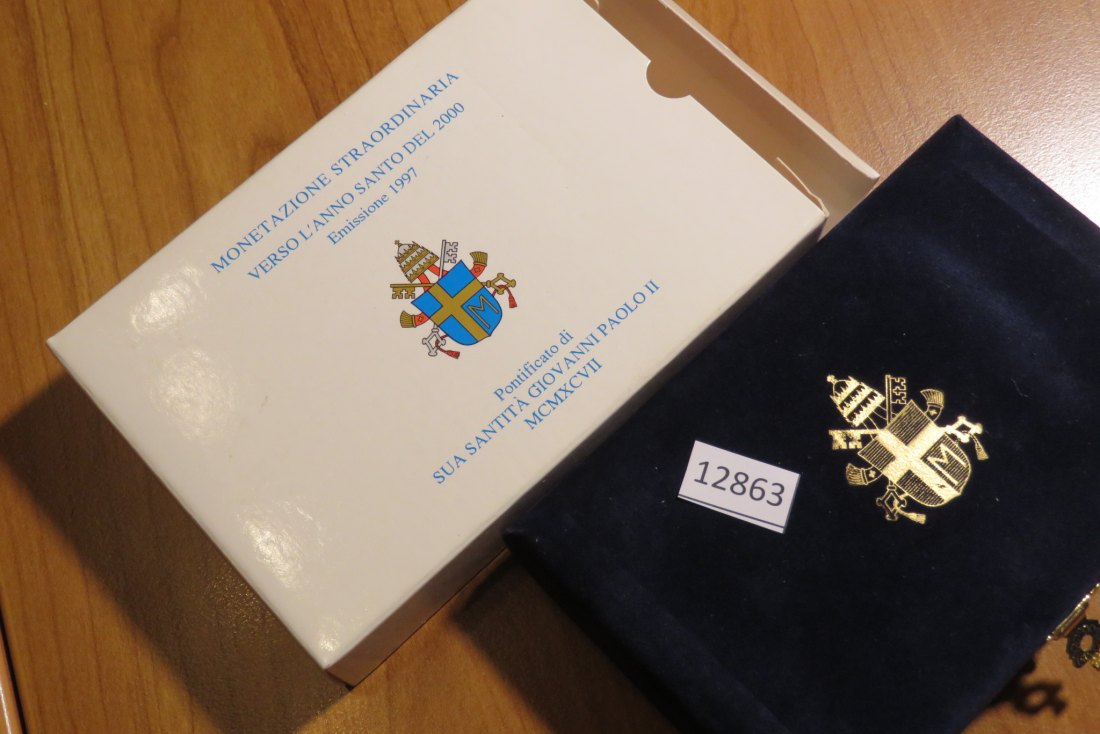 MONETAZIONE STRAORDINARIA
VERSO L'ANNO SANTO DEL 2000
Emissione 1997
M
Pontificato di
SUA SANTITÀ GIOVANNI PAOLO II
MCMXCVII
12863
M